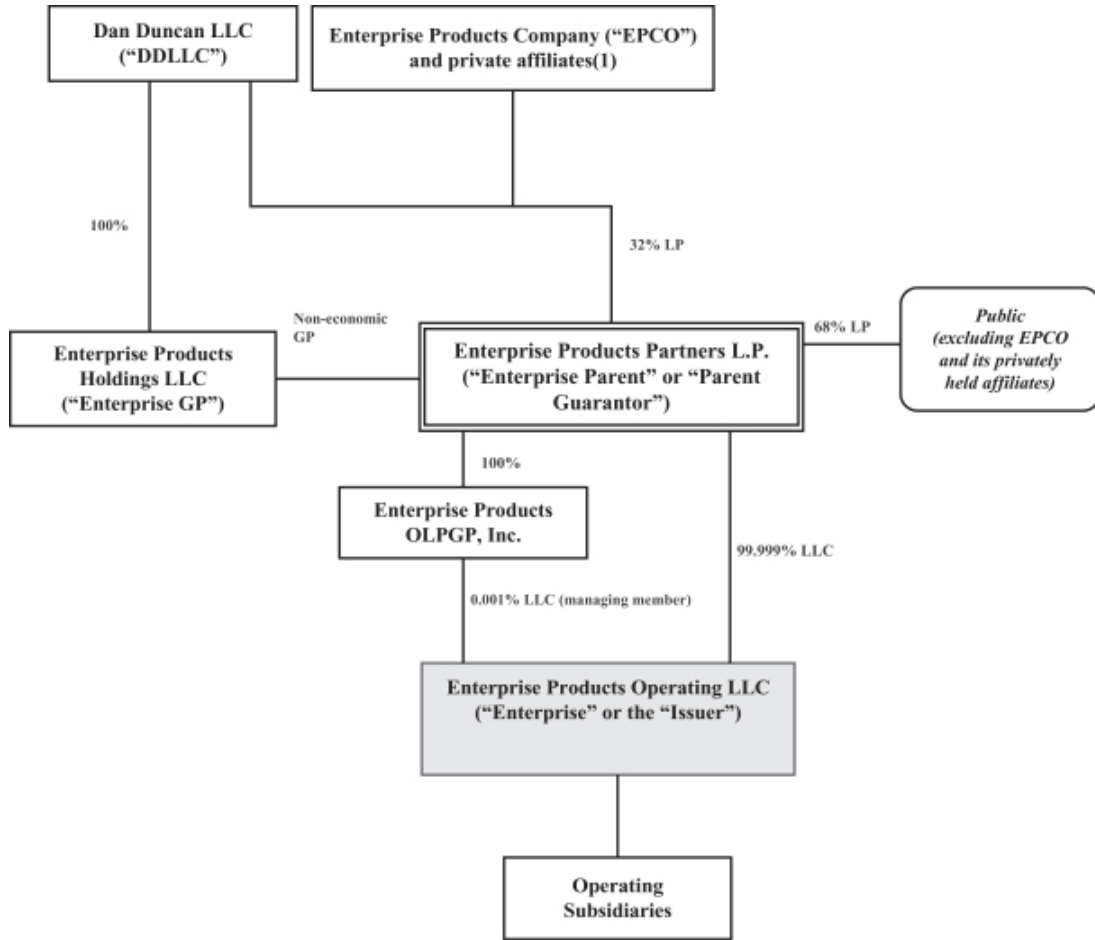 Dan Duncan LLC
(“DDLLC”)
Enterprise Products Company (“EPCO”)
and private affiliates(1)
100%
32% LP
Non-economic
GP
68% LP
Public
(excluding EPCO
and its privately
held affiliates)
Enterprise Products
Holdings LLC
(“Enterprise GP”)
Enterprise Products Partners L.P.
(“Enterprise Parent” or “Parent
Guarantor”)
100%
Enterprise Products
OLPGP, Inc.
99.999% LLC
0.001% LLC (managing member)
Enterprise Products Operating LLC
(“Enterprise” or the “Issuer”)
Operating
Subsidiaries